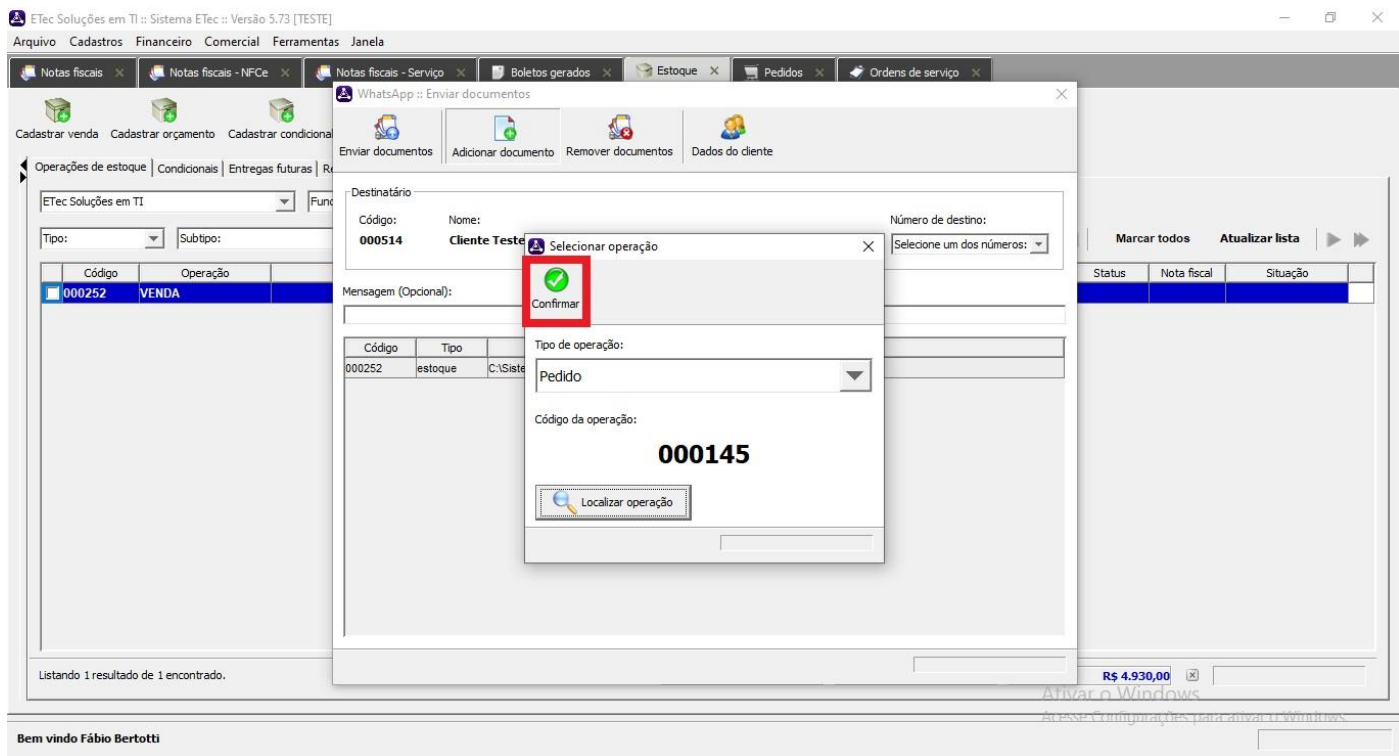 ETec Soluções em TI :: Sistema ETec :: Versão 5.73 [TESTE]
Arquivo Cadastros Financeiro Comercial Ferramentas Janela
Notas fiscais Notas fiscais - NFCe Notas fiscais - Serviço Boletos gerados Estoque Pedidos Ordens de serviço
WhatsApp :: Enviar documentos
Cadastrar venda Cadastrar orçamento Cadastrar condicional
Enviar documentos Adicionar documento Remover documentos Dados do cliente
Operações de estoque Condicionais Entregas futuras
ETec Soluções em TI
Destinatário
Código: Nome: Número de destino:
000514 Cliente Teste Selecione um dos números:
Tipo: Subtipo: Marcar todos Atualizar lista
Código Operação Status Nota fiscal Situação
000252 VENDA
Mensagem (Opcional):
Código Tipo
000252 estoque C:\Siste
Selecionar operação
Confirmar
Tipo de operação:
Pedido
Código da operação:
000145
Localizar operação
Listando 1 resultado de 1 encontrado. R$ 4.930,00
Ativar o Windows
Acesse Configurações para ativar o Windows.
Bem vindo Fábio Bertotti